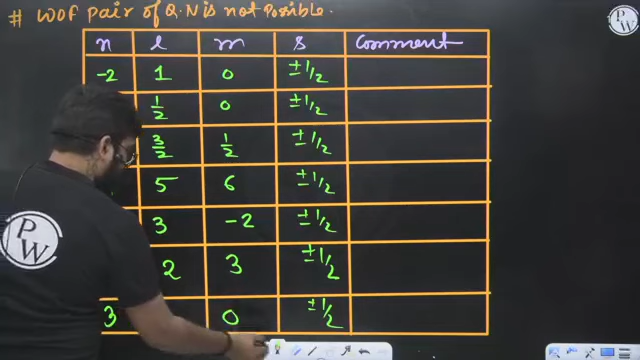 # WOF pair of Q.N is not Possible.
n l m s comment
-2 1 0 ±1/2
1/2 0 ±1/2
3/2 1/2 ±1/2
5 6 ±1/2
3 -2 ±1/2
2 3 ±1/2
3 0 ±1/2
PW
PW